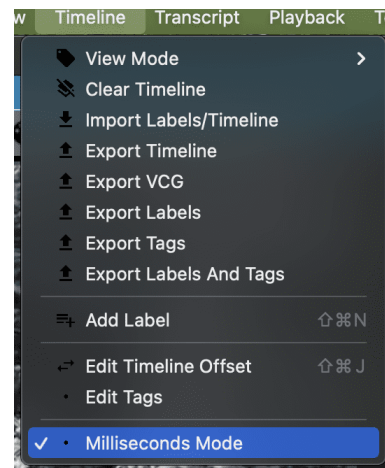 w Timeline Transcript Playback T
View Mode
Clear Timeline
Import Labels/Timeline
Export Timeline
Export VCG
Export Labels
Export Tags
Export Labels And Tags
Add Label ⇧⌘N
Edit Timeline Offset ⇧⌘J
Edit Tags
Milliseconds Mode